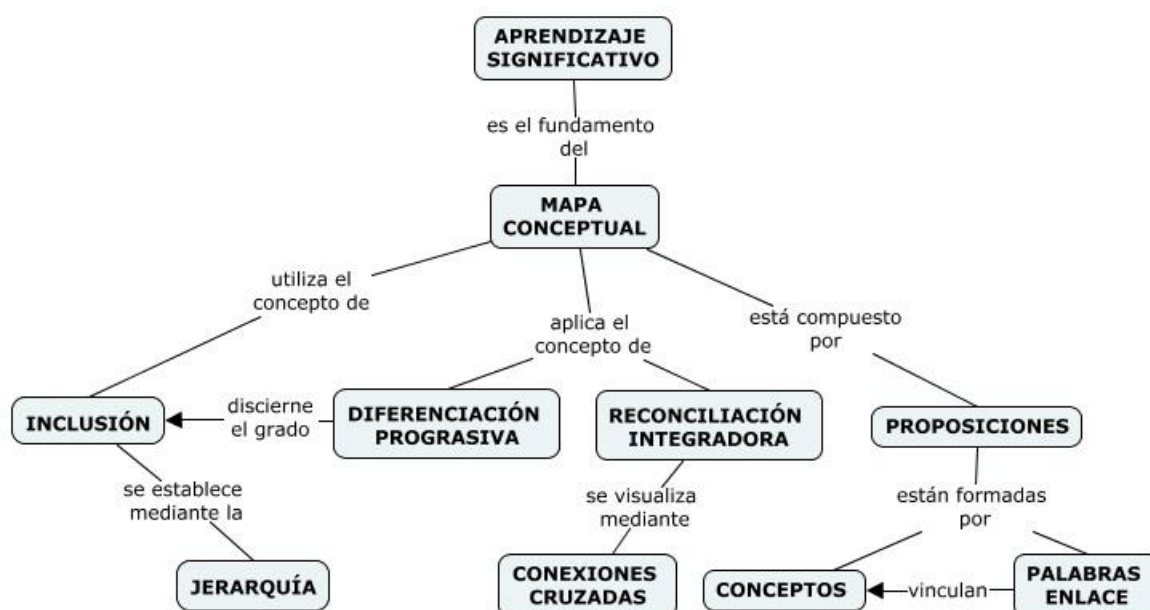 APRENDIZAJE
SIGNIFICATIVO
es el fundamento
del
MAPA
CONCEPTUAL
utiliza el
concepto de
aplica el
concepto de
está compuesto
por
INCLUSIÓN
discierne
el grado
DIFERENCIACIÓN
PROGRASIVA
RECONCILIACIÓN
INTEGRADORA
PROPOSICIONES
se establece
mediante la
se visualiza
mediante
están formadas
por
JERARQUÍA
CONEXIONES
CRUZADAS
CONCEPTOS
vinculan
PALABRAS
ENLACE